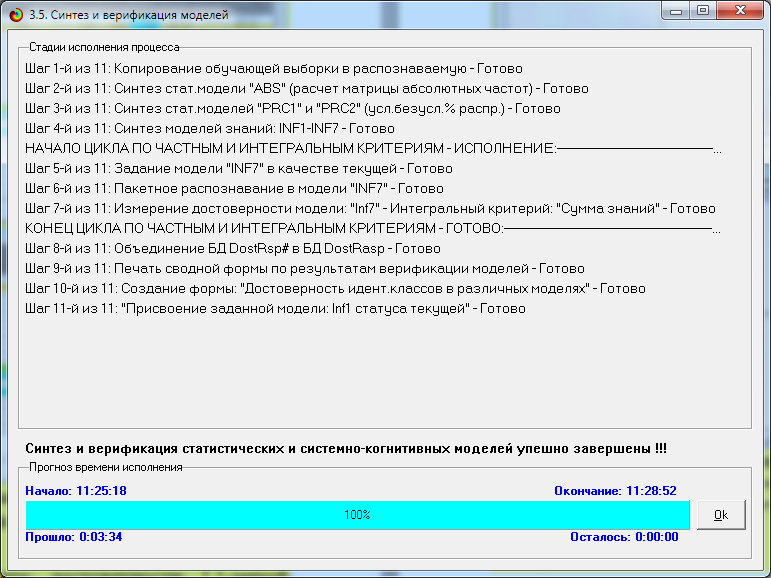 3.5. Синтез и верификация моделей
Стадии исполнения процесса
Шаг 1-й из 11: Копирование обучающей выборки в распознаваемую - Готово
Шаг 2-й из 11: Синтез стат.модели "ABS" (расчет матрицы абсолютных частот) - Готово
Шаг 3-й из 11: Синтез стат.моделей "PRC1" и "PRC2" (усл.безусл.% распр.) - Готово
Шаг 4-й из 11: Синтез моделей знаний: INF1-INF7 - Готово
НАЧАЛО ЦИКЛА ПО ЧАСТНЫМ И ИНТЕГРАЛЬНЫМ КРИТЕРИЯМ - ИСПОЛНЕНИЕ:--------------------...
Шаг 5-й из 11: Задание модели "INF7" в качестве текущей - Готово
Шаг 6-й из 11: Пакетное распознавание в модели "INF7" - Готово
Шаг 7-й из 11: Измерение достоверности модели: "Inf7" - Интегральный критерий: "Сумма знаний" - Готово
КОНЕЦ ЦИКЛА ПО ЧАСТНЫМ И ИНТЕГРАЛЬНЫМ КРИТЕРИЯМ - ГОТОВО:--------------------------...
Шаг 8-й из 11: Объединение БД DostRsp# в БД DostRasp - Готово
Шаг 9-й из 11: Печать сводной формы по результатам верификации моделей - Готово
Шаг 10-й из 11: Создание формы: "Достоверность идент.классов в различных моделях" - Готово
Шаг 11-й из 11: "Присвоение заданной модели: Inf1 статуса текущей" - Готово
Синтез и верификация статистических и системно-когнитивных моделей упешно завершены !!!
Прогноз времени исполнения
Начало: 11:25:18
Окончание: 11:28:52
100%
Ok
Прошло: 0:03:34
Осталось: 0:00:00